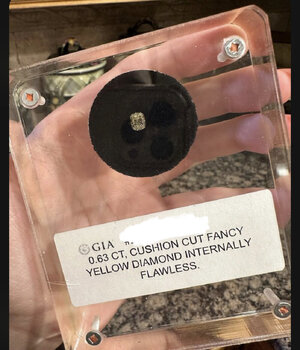 GIA
0.63 CT, CUSHION CUT FANCY
YELLOW DIAMOND INTERNALLY
FLAWLESS.